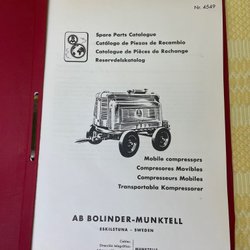 Nr. 4549
Spare Parts Catalogue
Catálogo de Piezas de Recambio
Catalogue de Pièces de Rechange
Reservdelskatalog
Mobile compressors
Compresores Movibles
Compresseurs Mobiles
Transportabla Kompressorer
AB BOLINDER-MUNKTELL
ESKILSTUNA - SWEDEN